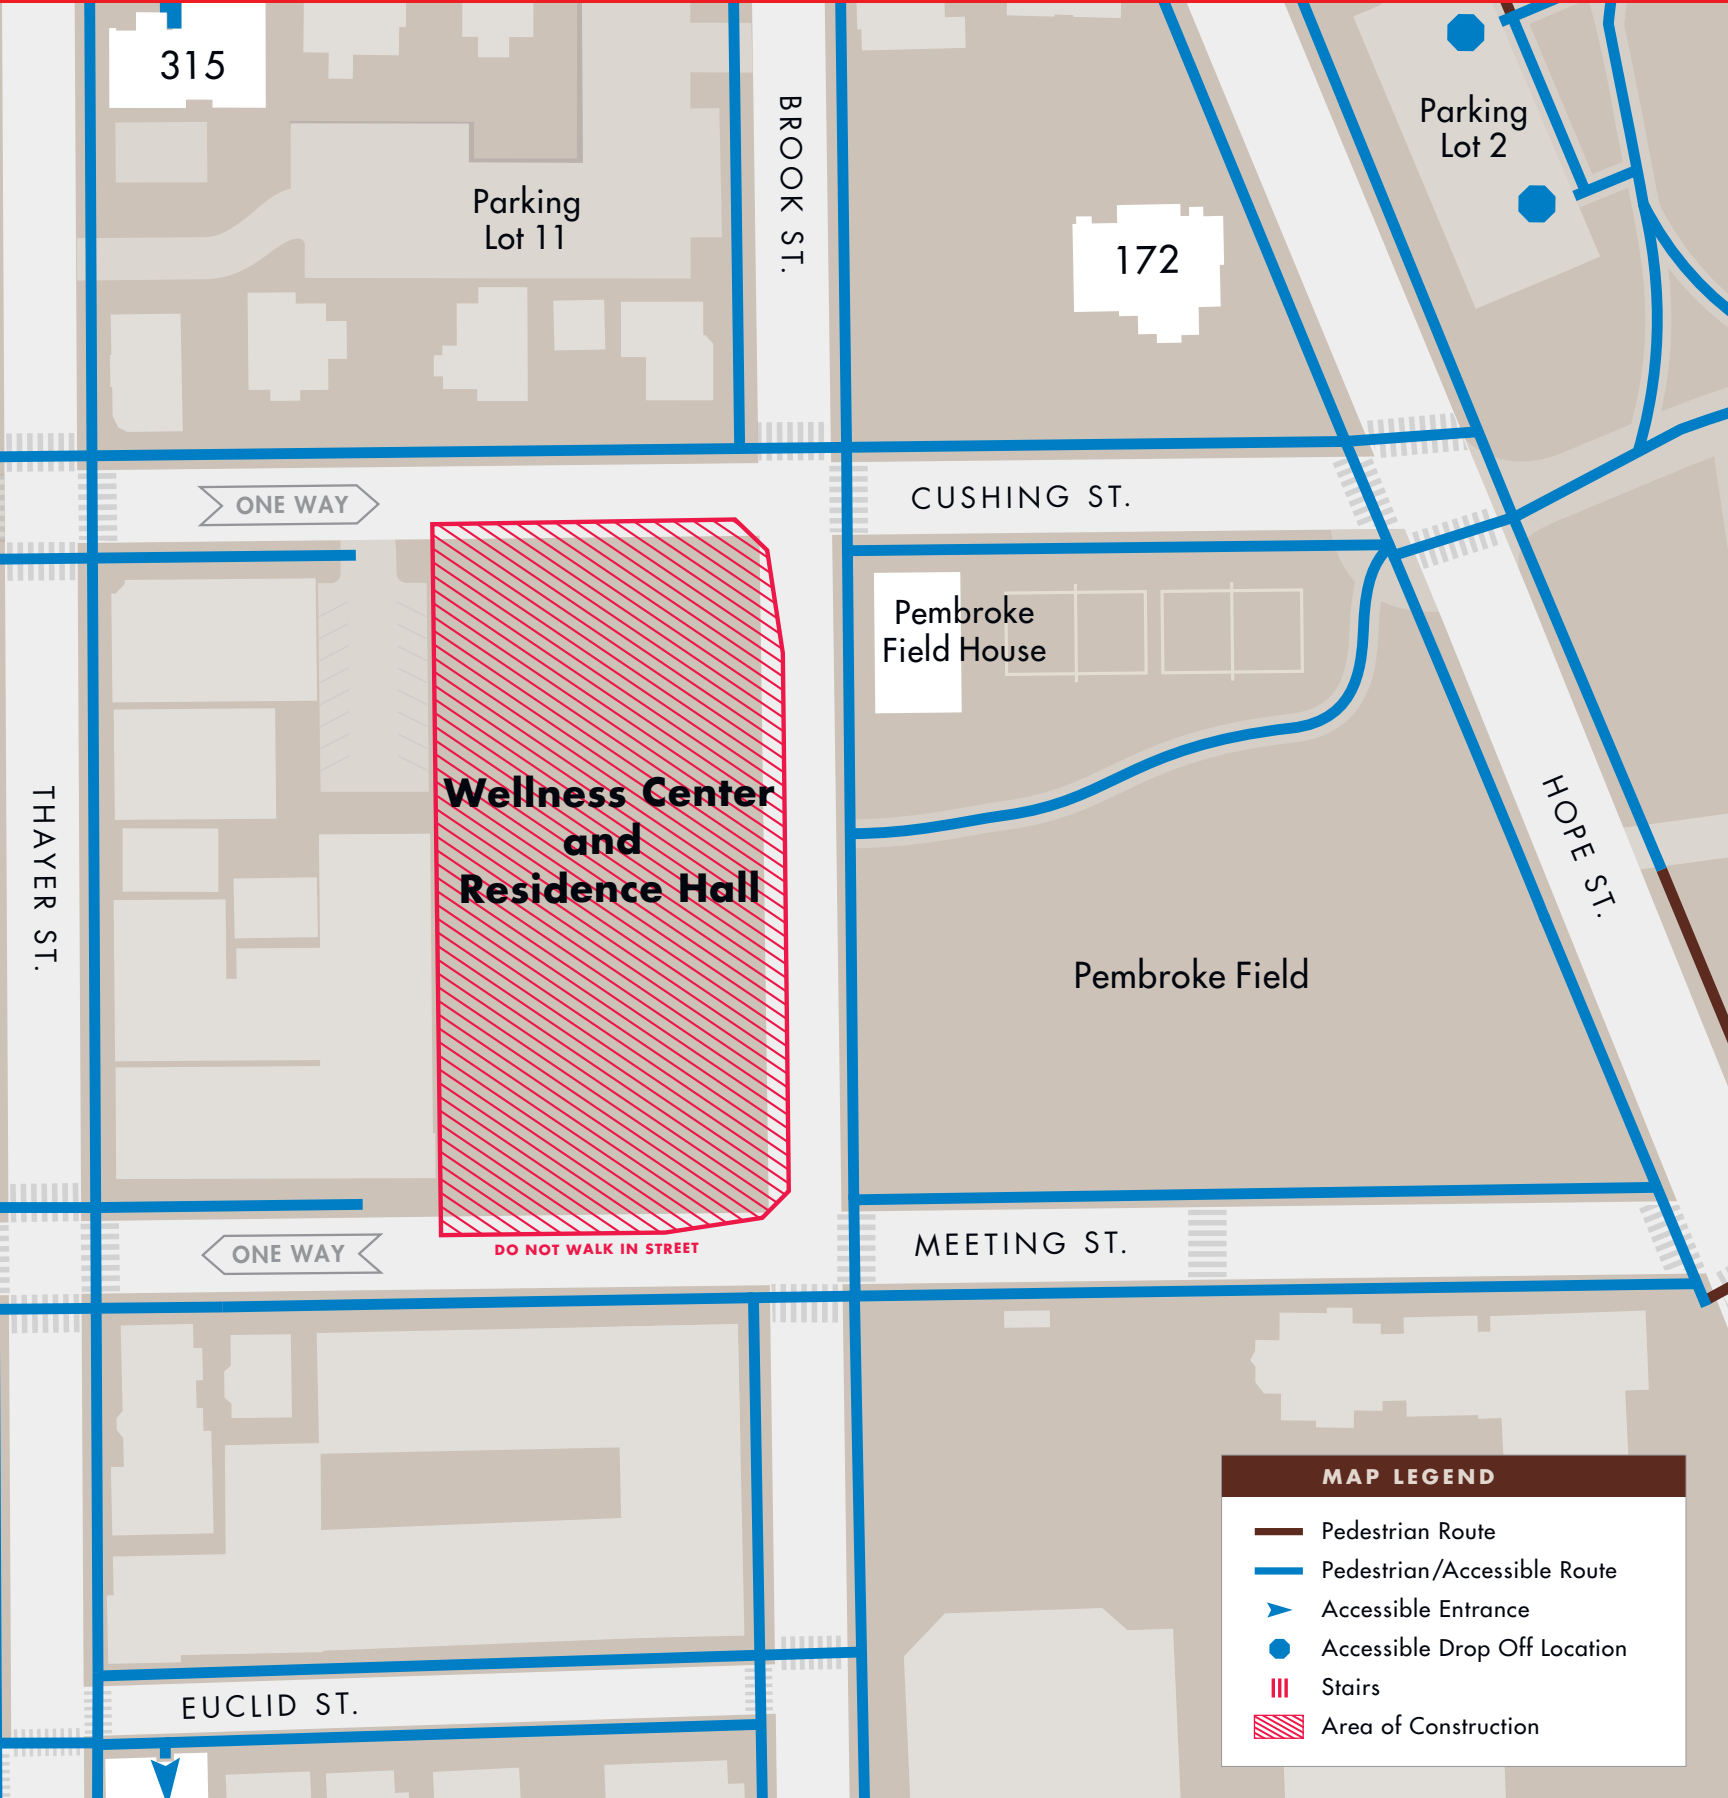 315
BROOK ST.
Parking
Lot 2
Parking
Lot 11
172
ONE WAY
CUSHING ST.
Pembroke
Field House
THAYER ST.
Wellness Center
and
Residence Hall
HOPE ST.
Pembroke Field
ONE WAY
DO NOT WALK IN STREET
MEETING ST.
EUCLID ST.
MAP LEGEND
Pedestrian Route
Pedestrian/Accessible Route
Accessible Entrance
Accessible Drop Off Location
Stairs
Area of Construction